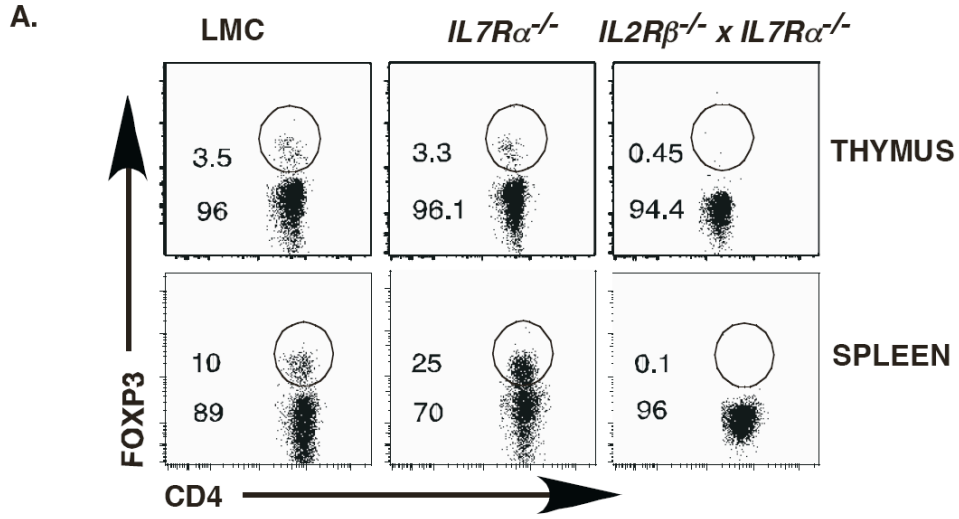 A.
LMC IL7Rα-/- IL2Rβ-/- x IL7Rα-/-
3.5 3.3 0.45 THYMUS
96 96.1 94.4
10 25 0.1 SPLEEN
89 70 96
FOXP3
CD4